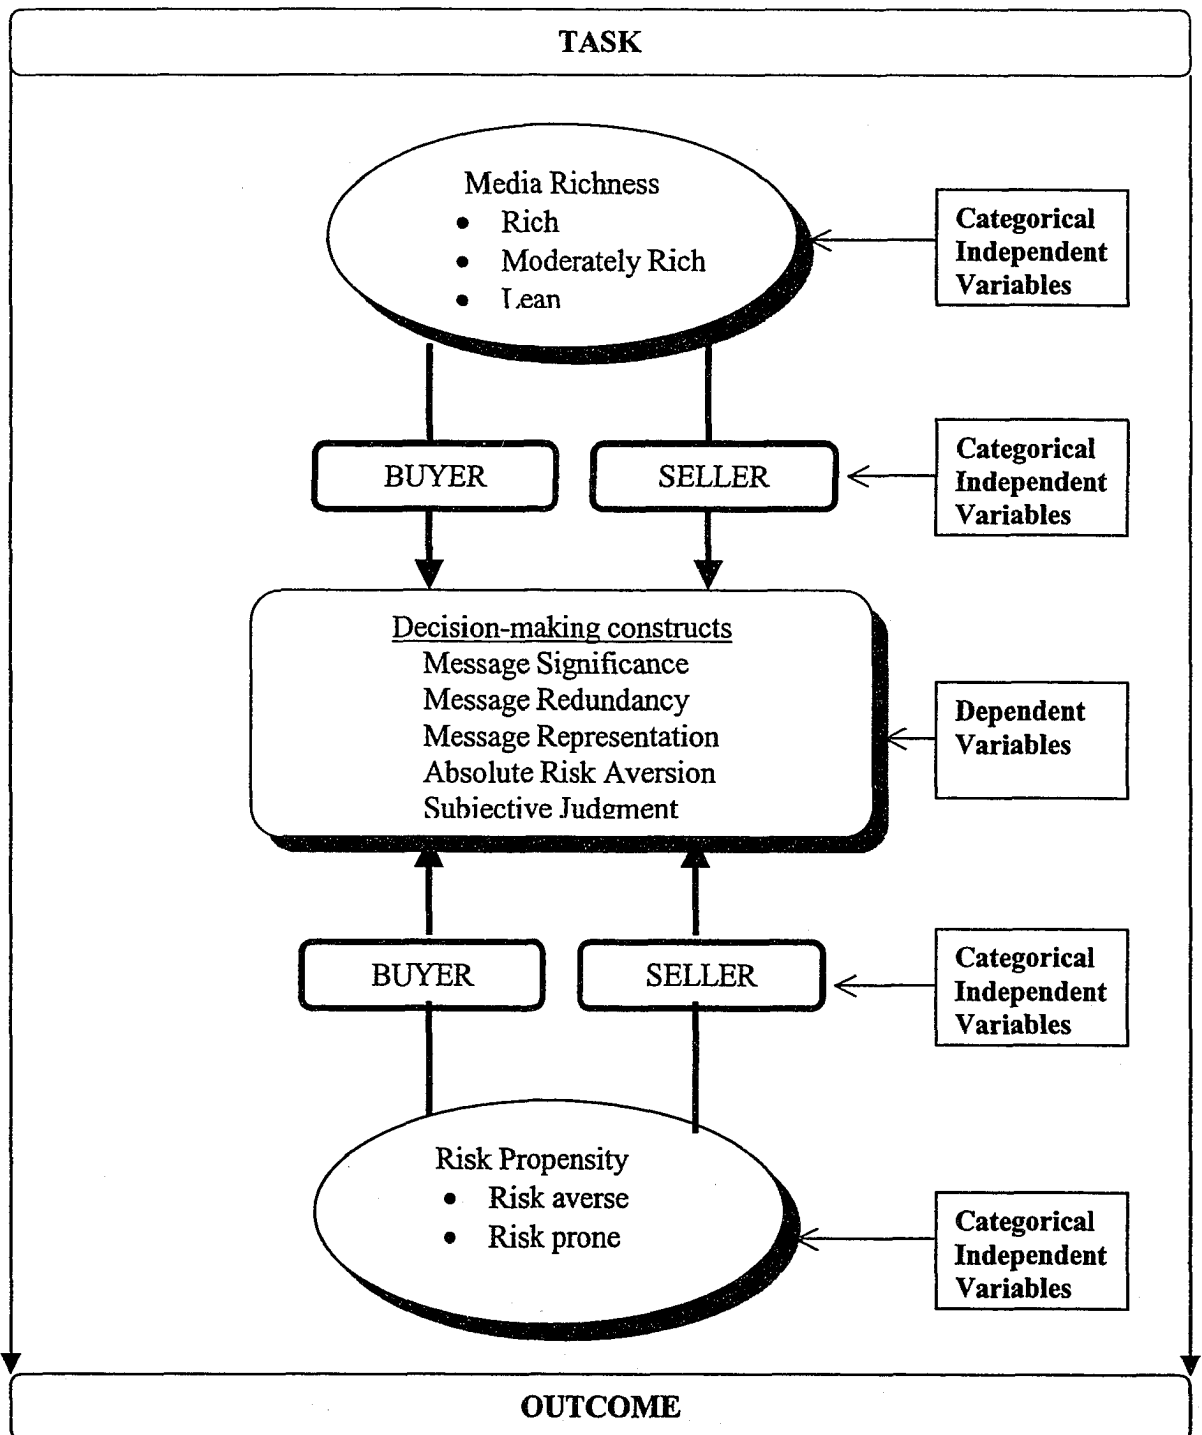 TASK
Media Richness
• Rich
• Moderately Rich
• Lean
Categorical
Independent
Variables
BUYER
SELLER
Categorical
Independent
Variables
Decision-making constructs
Message Significance
Message Redundancy
Message Representation
Absolute Risk Aversion
Subjective Judgment
Dependent
Variables
BUYER
SELLER
Categorical
Independent
Variables
Risk Propensity
• Risk averse
• Risk prone
Categorical
Independent
Variables
OUTCOME